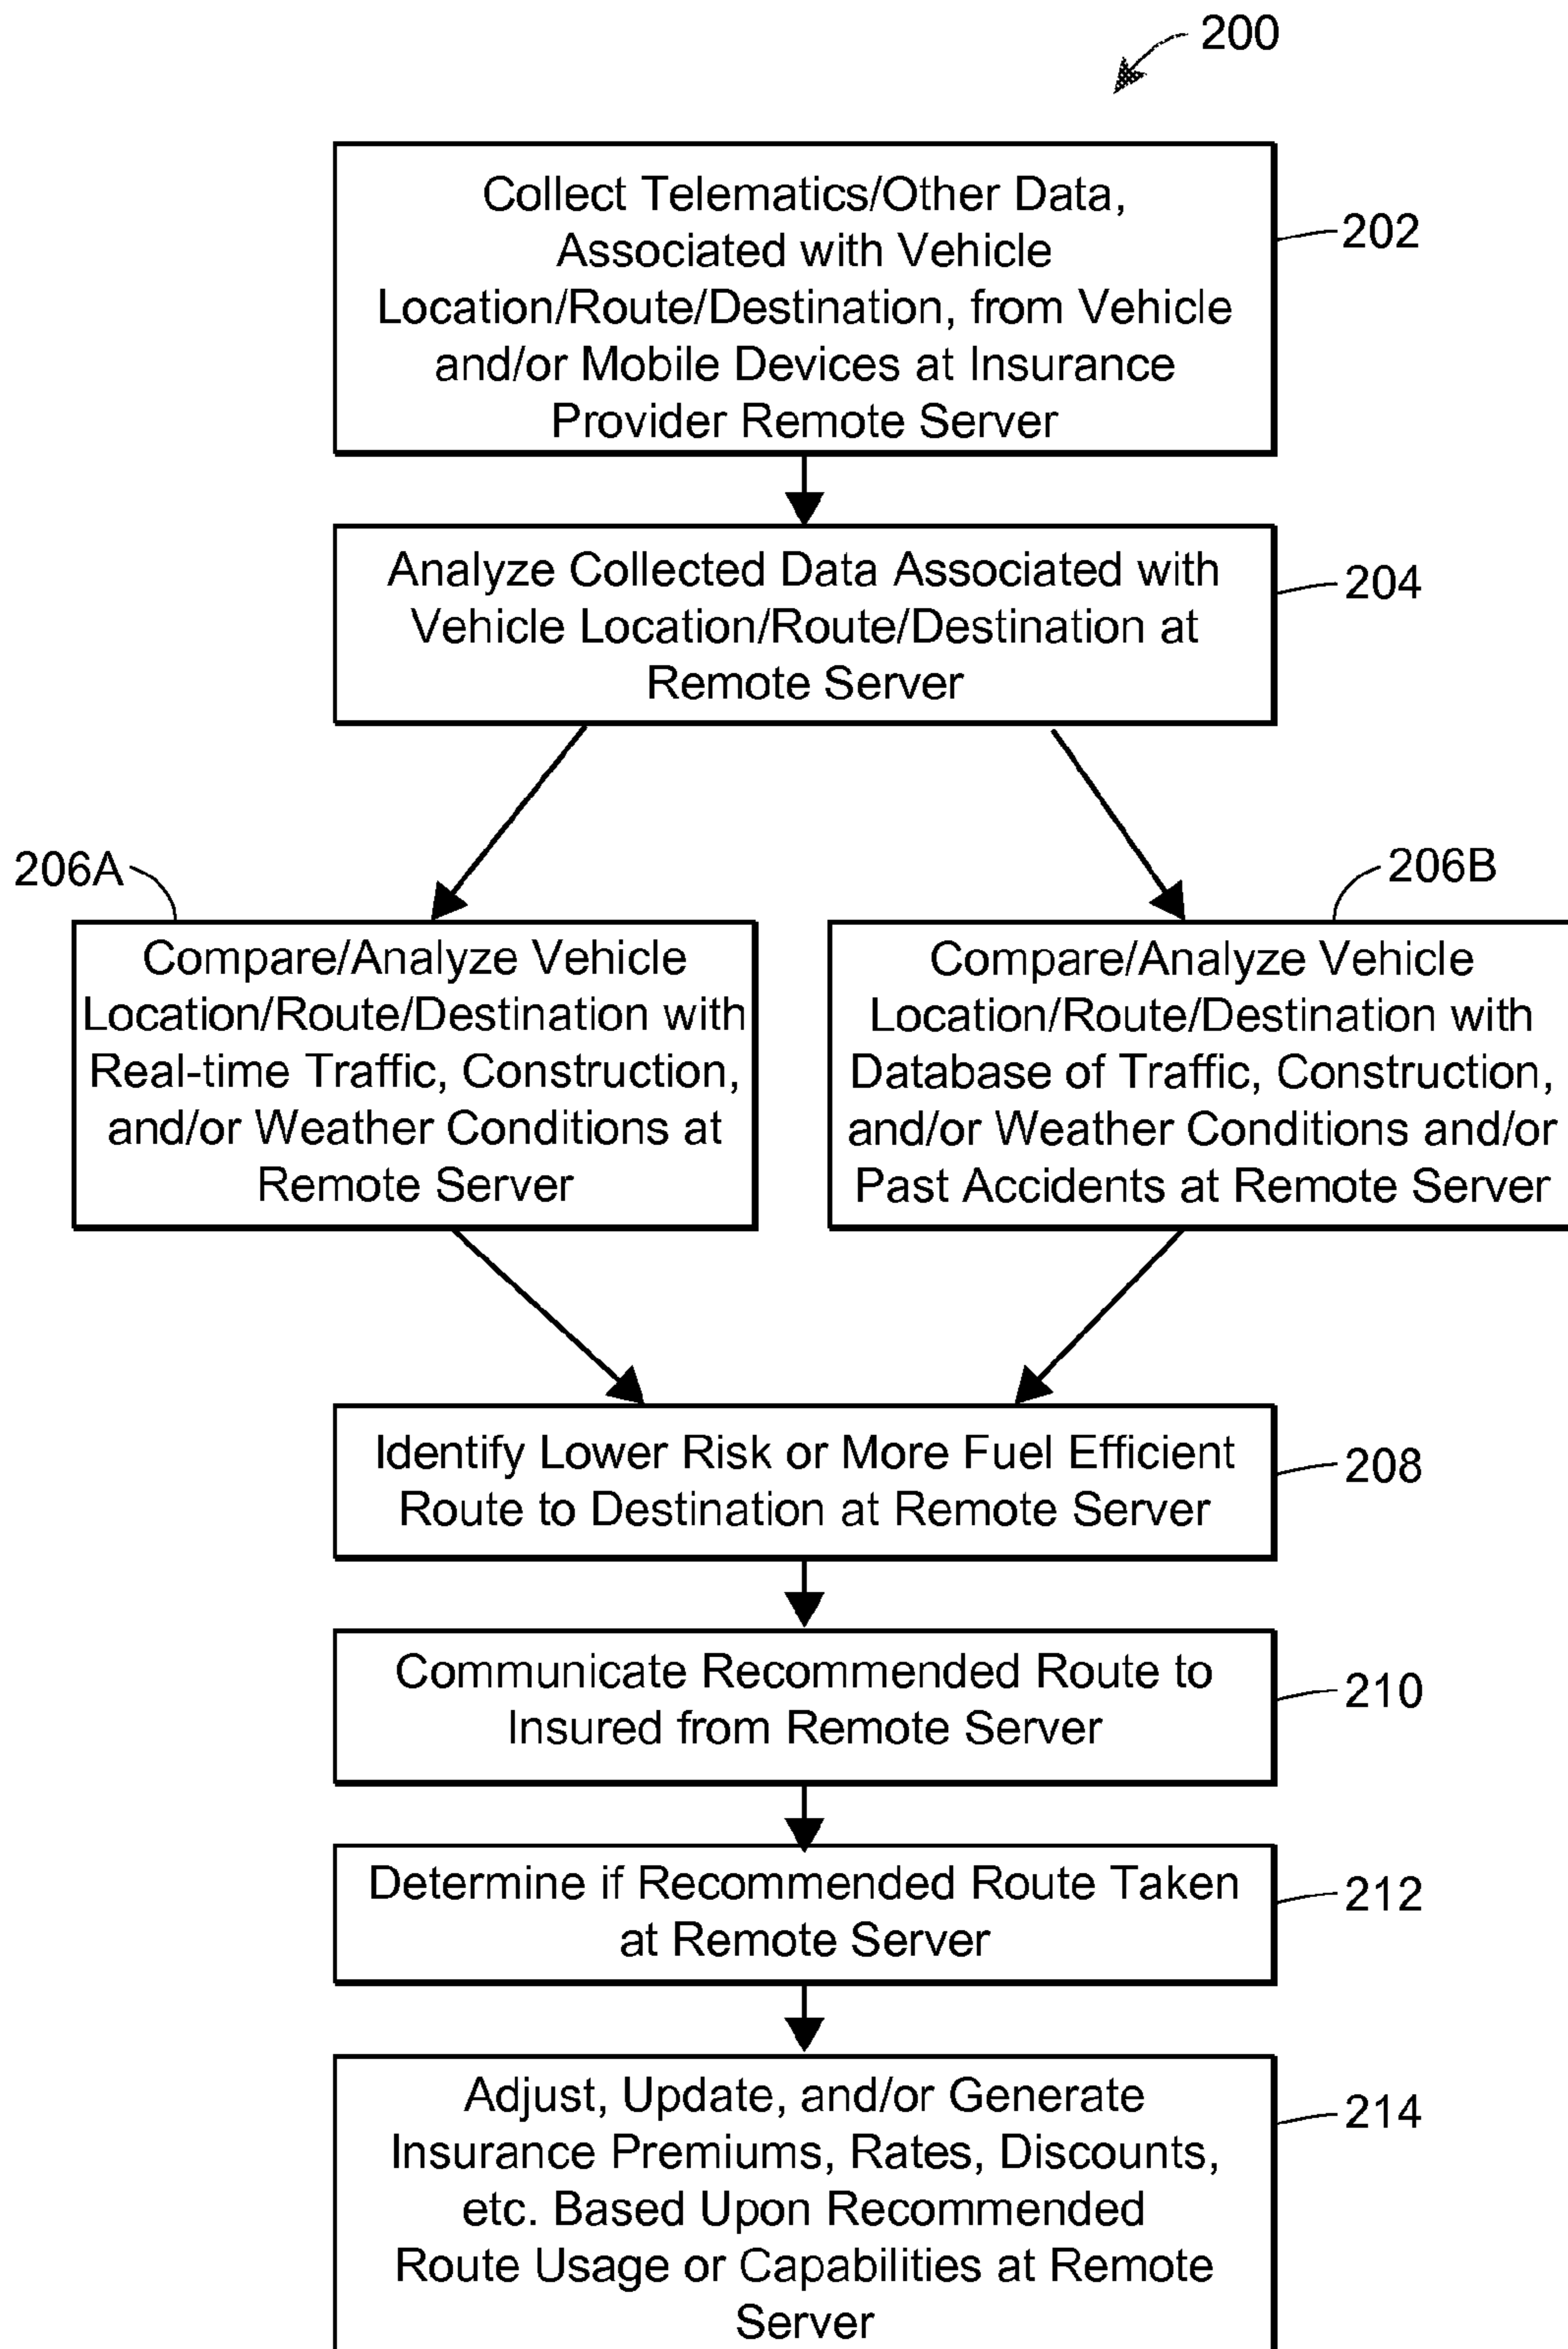 200
Collect Telematics/Other Data,
Associated with Vehicle
Location/Route/Destination, from Vehicle
and/or Mobile Devices at Insurance
Provider Remote Server
202
Analyze Collected Data Associated with
Vehicle Location/Route/Destination at
Remote Server
204
206A
Compare/Analyze Vehicle
Location/Route/Destination with
Real-time Traffic, Construction,
and/or Weather Conditions at
Remote Server
206B
Compare/Analyze Vehicle
Location/Route/Destination with
Database of Traffic, Construction,
and/or Weather Conditions and/or
Past Accidents at Remote Server
Identify Lower Risk or More Fuel Efficient
Route to Destination at Remote Server
208
Communicate Recommended Route to
Insured from Remote Server
210
Determine if Recommended Route Taken
at Remote Server
212
Adjust, Update, and/or Generate
Insurance Premiums, Rates, Discounts,
etc. Based Upon Recommended
Route Usage or Capabilities at Remote
Server
214